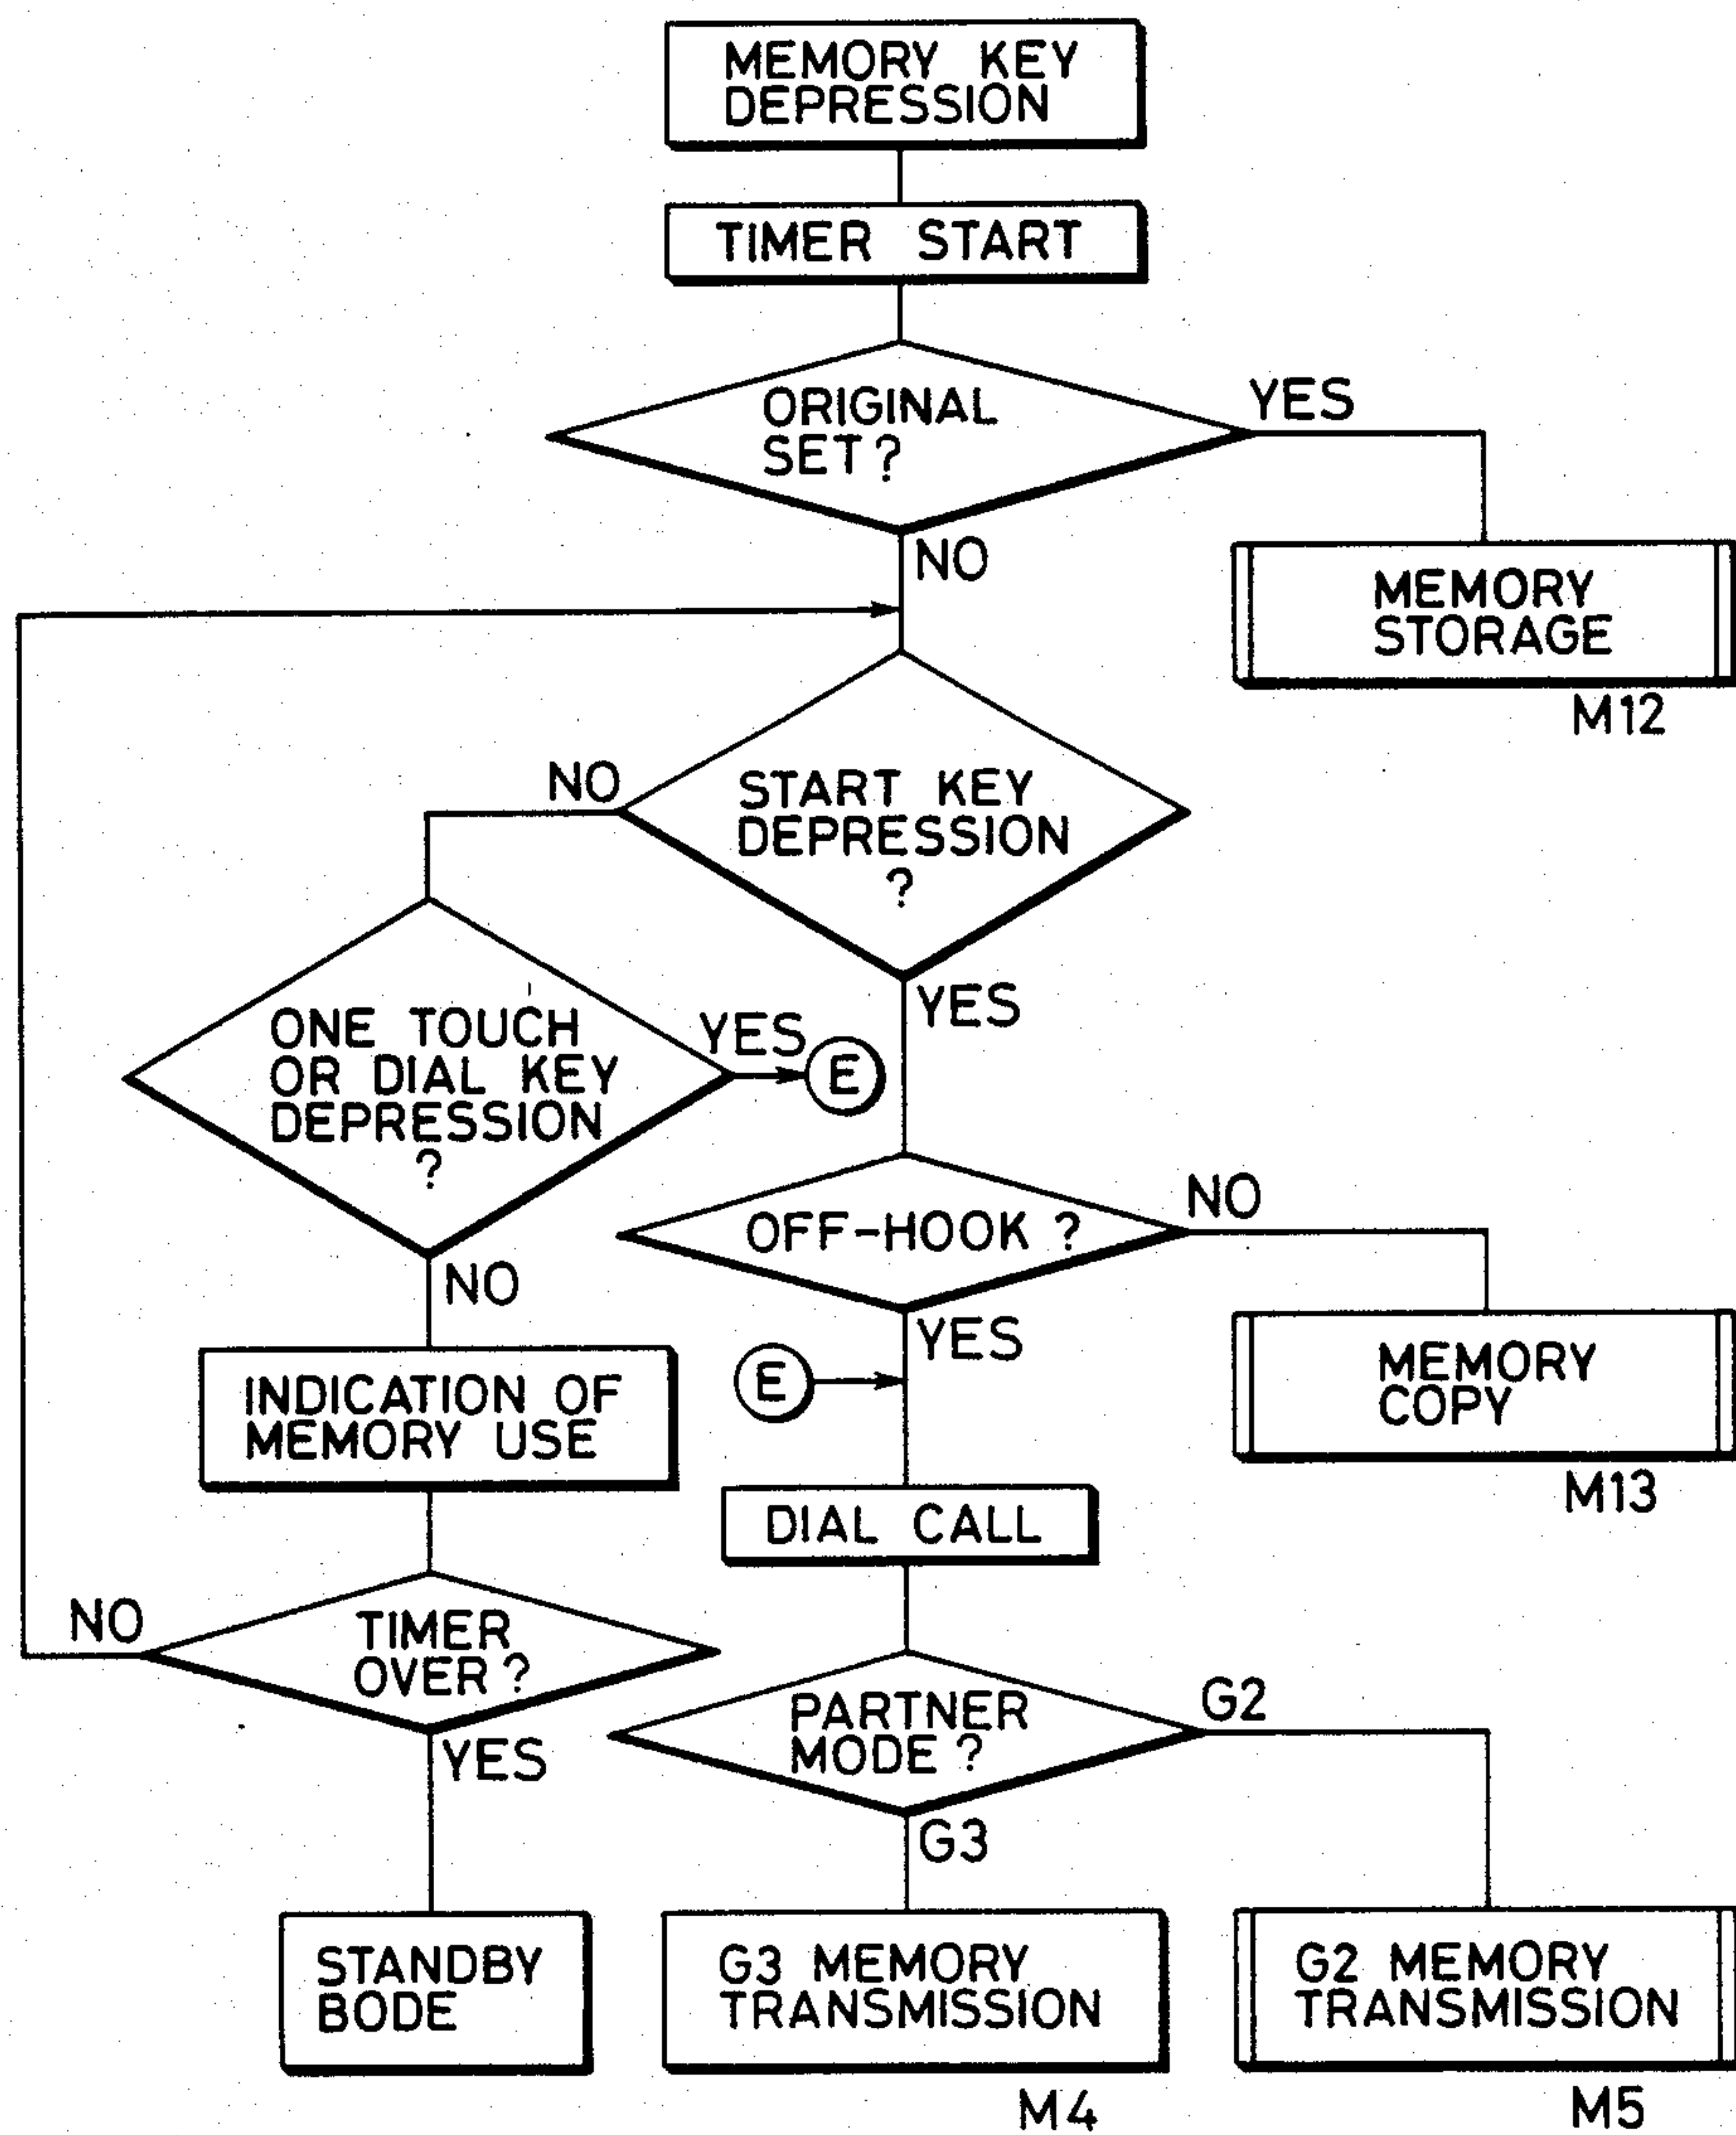 MEMORY KEY
DEPRESSION
TIMER START
ORIGINAL
SET?
YES
NO
MEMORY
STORAGE
M12
START KEY
DEPRESSION
?
NO
YES
ONE TOUCH
OR DIAL KEY
DEPRESSION
?
YES
E
NO
OFF-HOOK ?
NO
YES
E
MEMORY
COPY
M13
INDICATION OF
MEMORY USE
DIAL CALL
TIMER
OVER?
NO
YES
PARTNER
MODE?
G2
G3
STANDBY
BODE
G3 MEMORY
TRANSMISSION
M4
G2 MEMORY
TRANSMISSION
M5